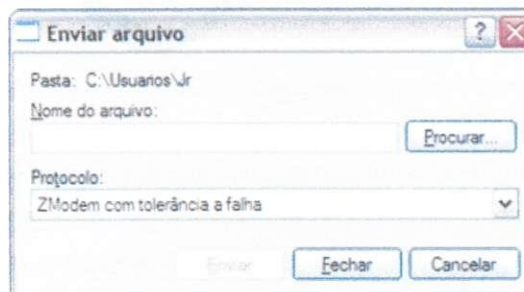 Enviar arquivo
Pasta: C:\Usuarios\Jr
Nome do arquivo:
Procurar...
Protocolo:
ZModem com tolerância a falha
Enviar Fechar Cancelar